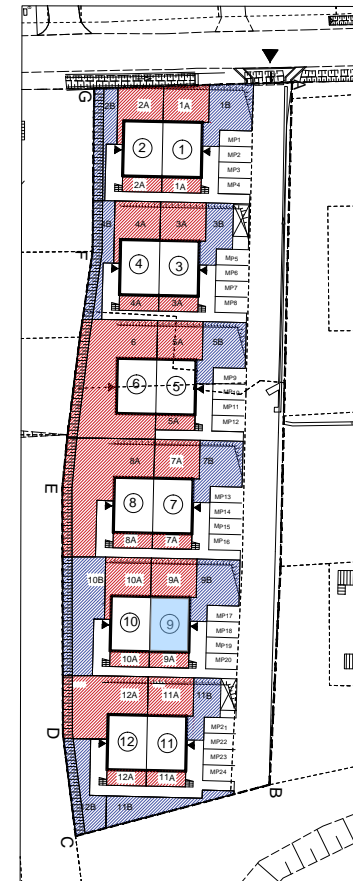 G
2B
2A
1A
1B
2
1
MP1
MP2
MP3
MP4
2A
1A
4A
3A
3B
F
4
3
MP5
MP6
MP7
MP8
4A
3A
6
5A
5B
6
5
MP9
MP10
MP11
MP12
5A
E
8A
7A
7B
8
7
MP13
MP14
MP15
MP16
8A
7A
10B
10A
9A
9B
10
9
MP17
MP18
MP19
MP20
10A
9A
D
12A
11A
11B
12
11
MP21
MP22
MP23
MP24
12A
11A
B
12B
11B
C